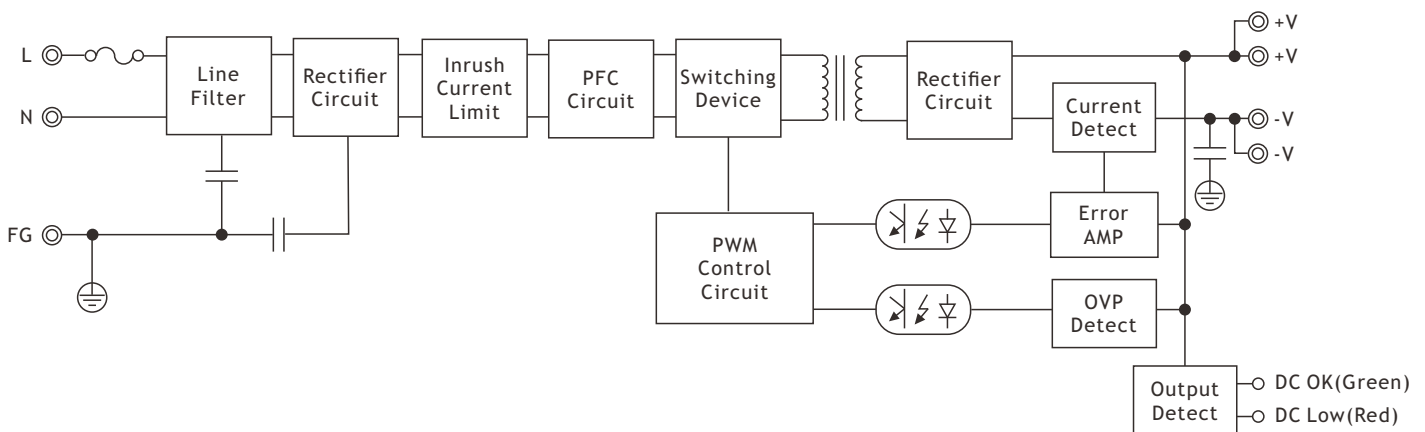 +V
L
+V
Line
Filter
Rectifier
Circuit
Inrush
Current
Limit
PFC
Circuit
Switching
Device
Rectifier
Circuit
Current
Detect
N
-V
-V
FG
PWM
Control
Circuit
Error
AMP
OVP
Detect
Output
Detect
DC OK(Green)
DC Low(Red)